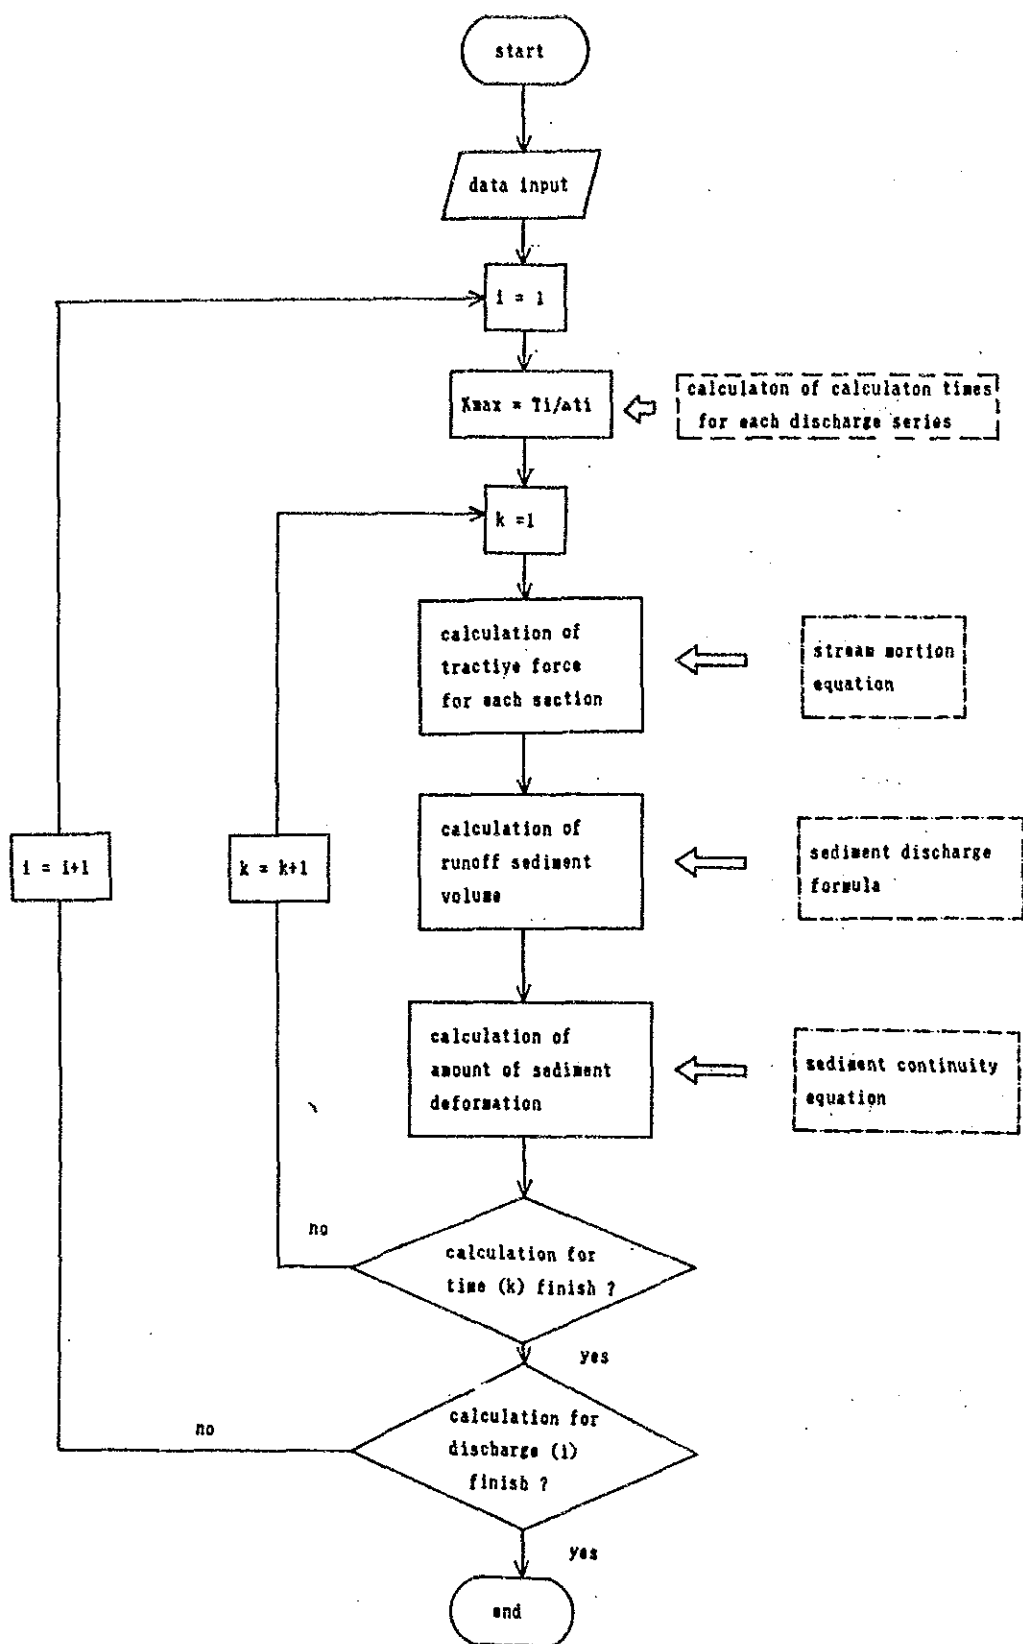 start
data input
i = 1
Kmax = Ti/△ti
calculaton of calculaton times
for each discharge series
k =1
calculation of
tractive force
for each section
stream mortion
equation
calculation of
runoff sediment
volume
sediment discharge
formula
i = i+1
k = k+1
calculation of
amount of sediment
deformation
sediment continuity
equation
no
calculation for
time (k) finish ?
yes
no
calculation for
discharge (i)
finish ?
yes
end